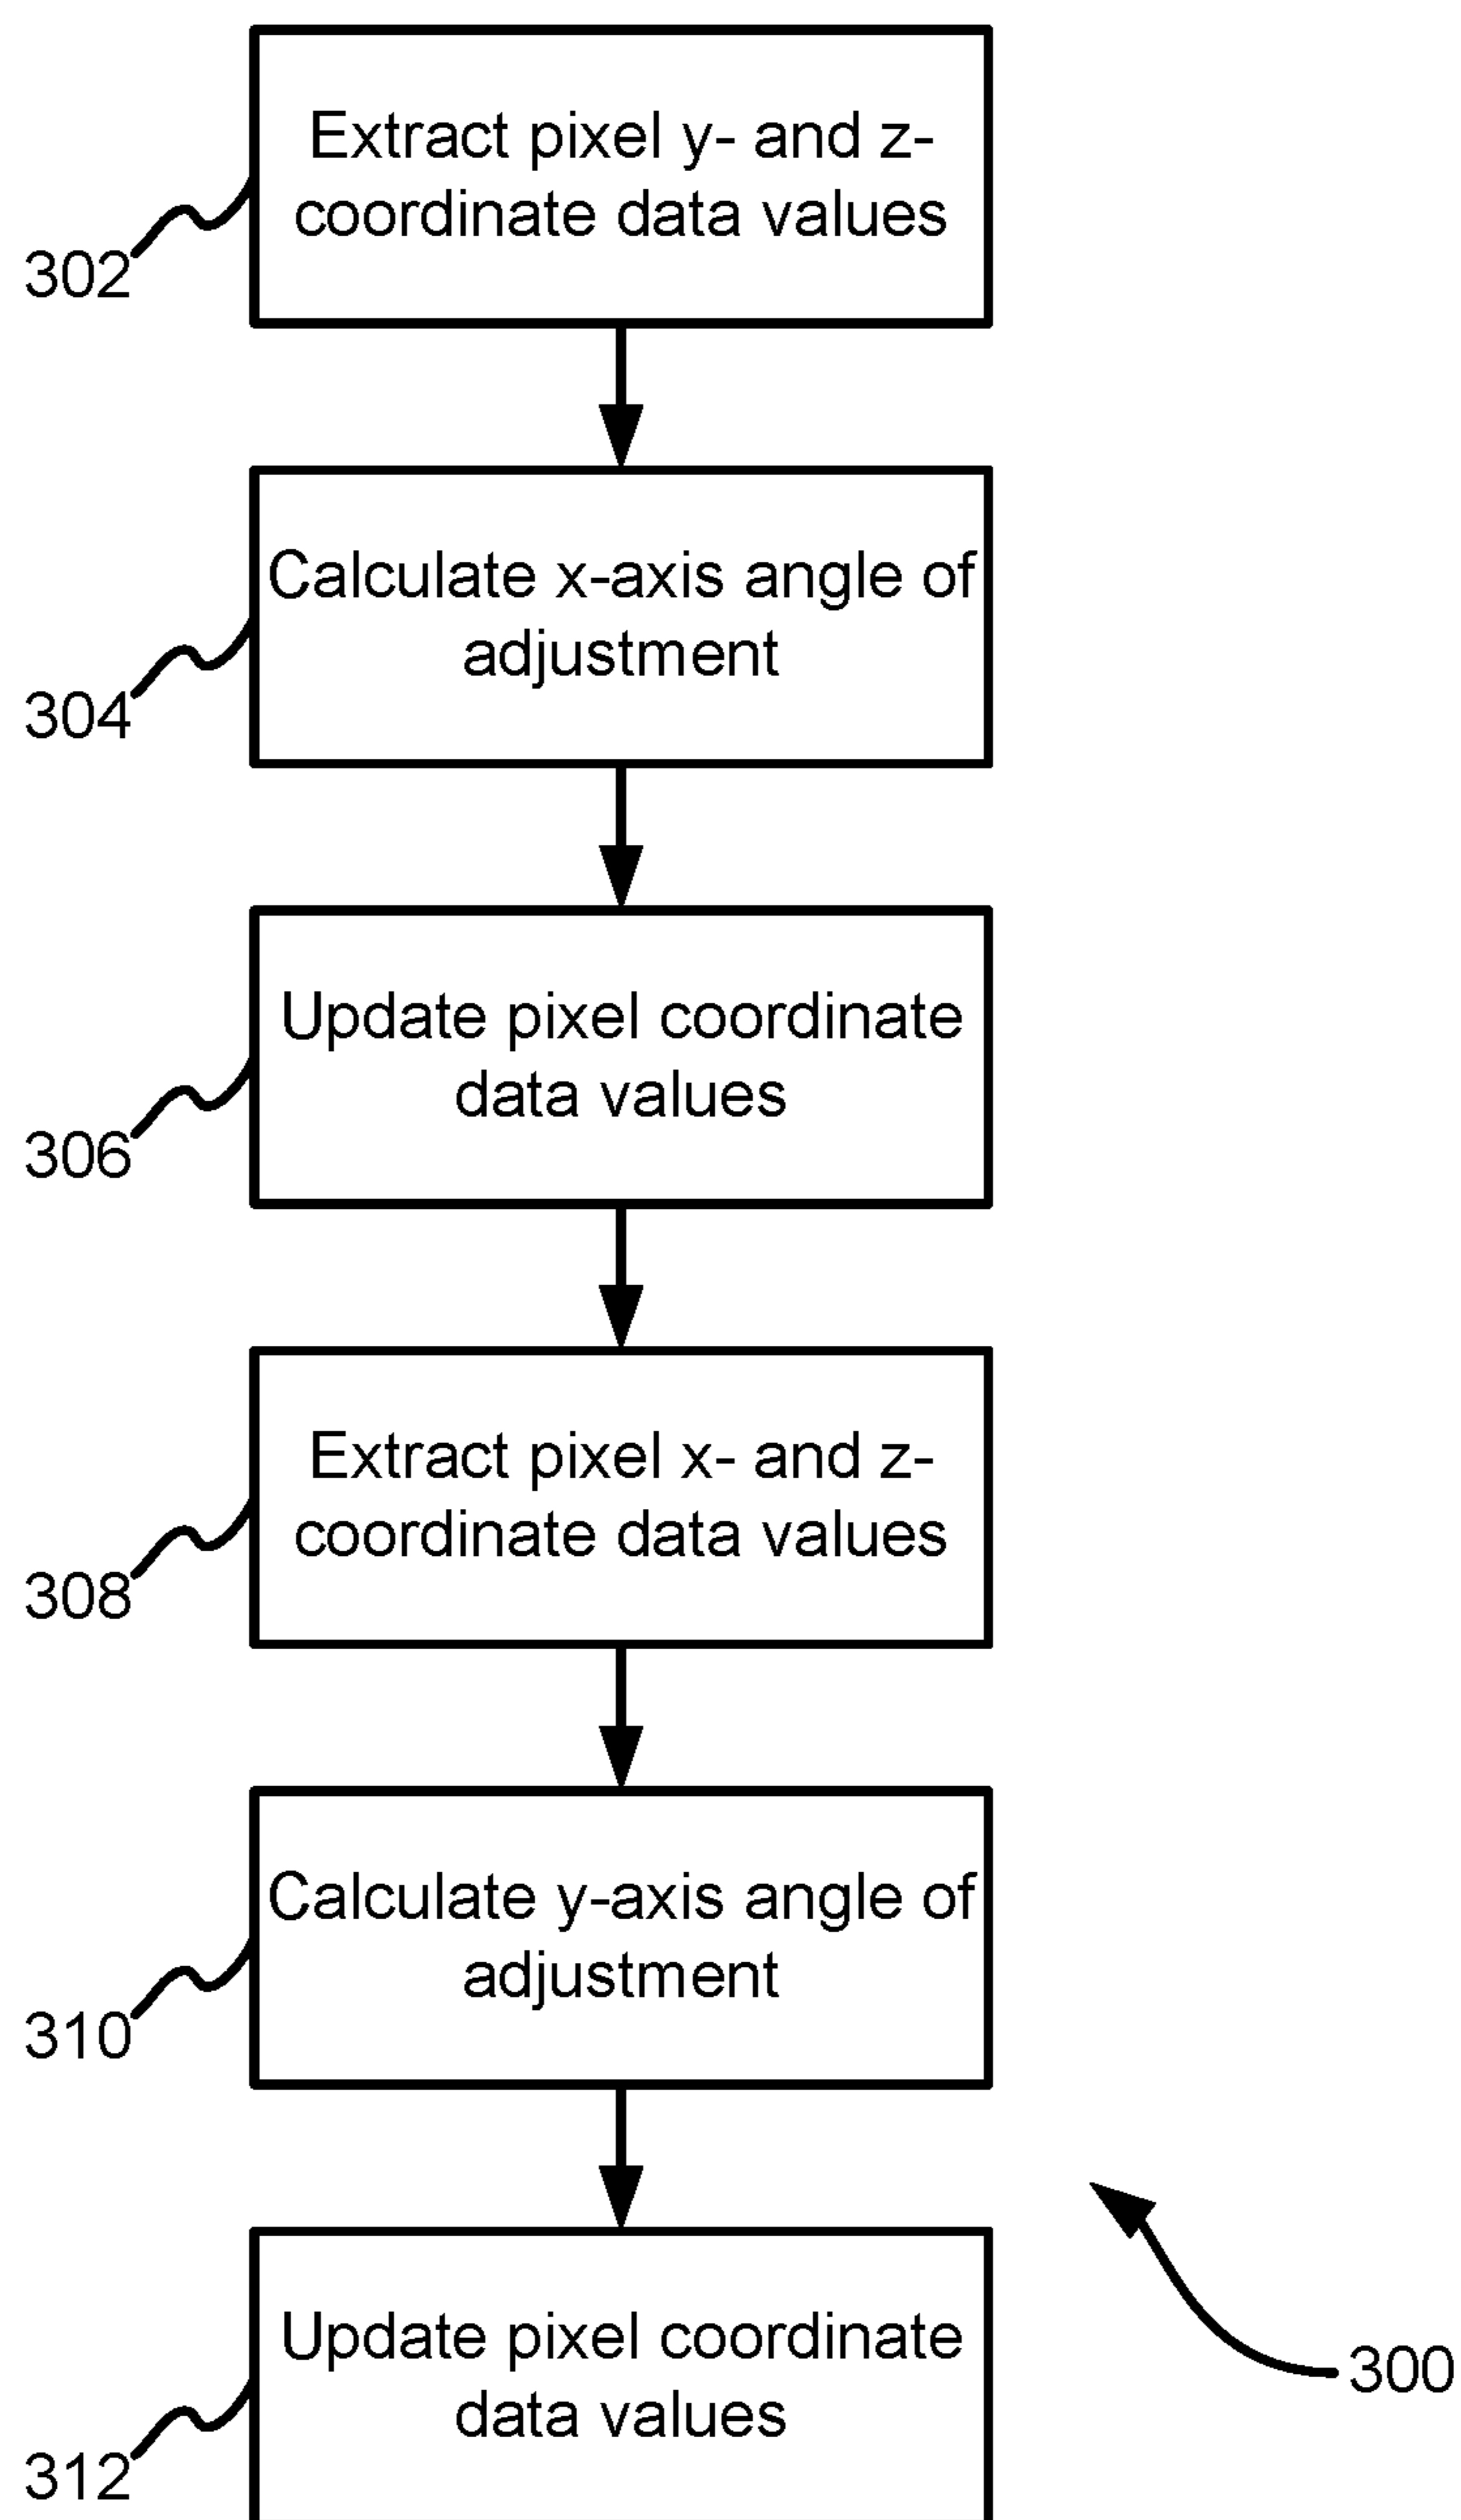 Extract pixel y- and z-
coordinate data values
302
Calculate x-axis angle of
adjustment
304
Update pixel coordinate
data values
306
Extract pixel x- and z-
coordinate data values
308
Calculate y-axis angle of
adjustment
310
Update pixel coordinate
data values
300
312